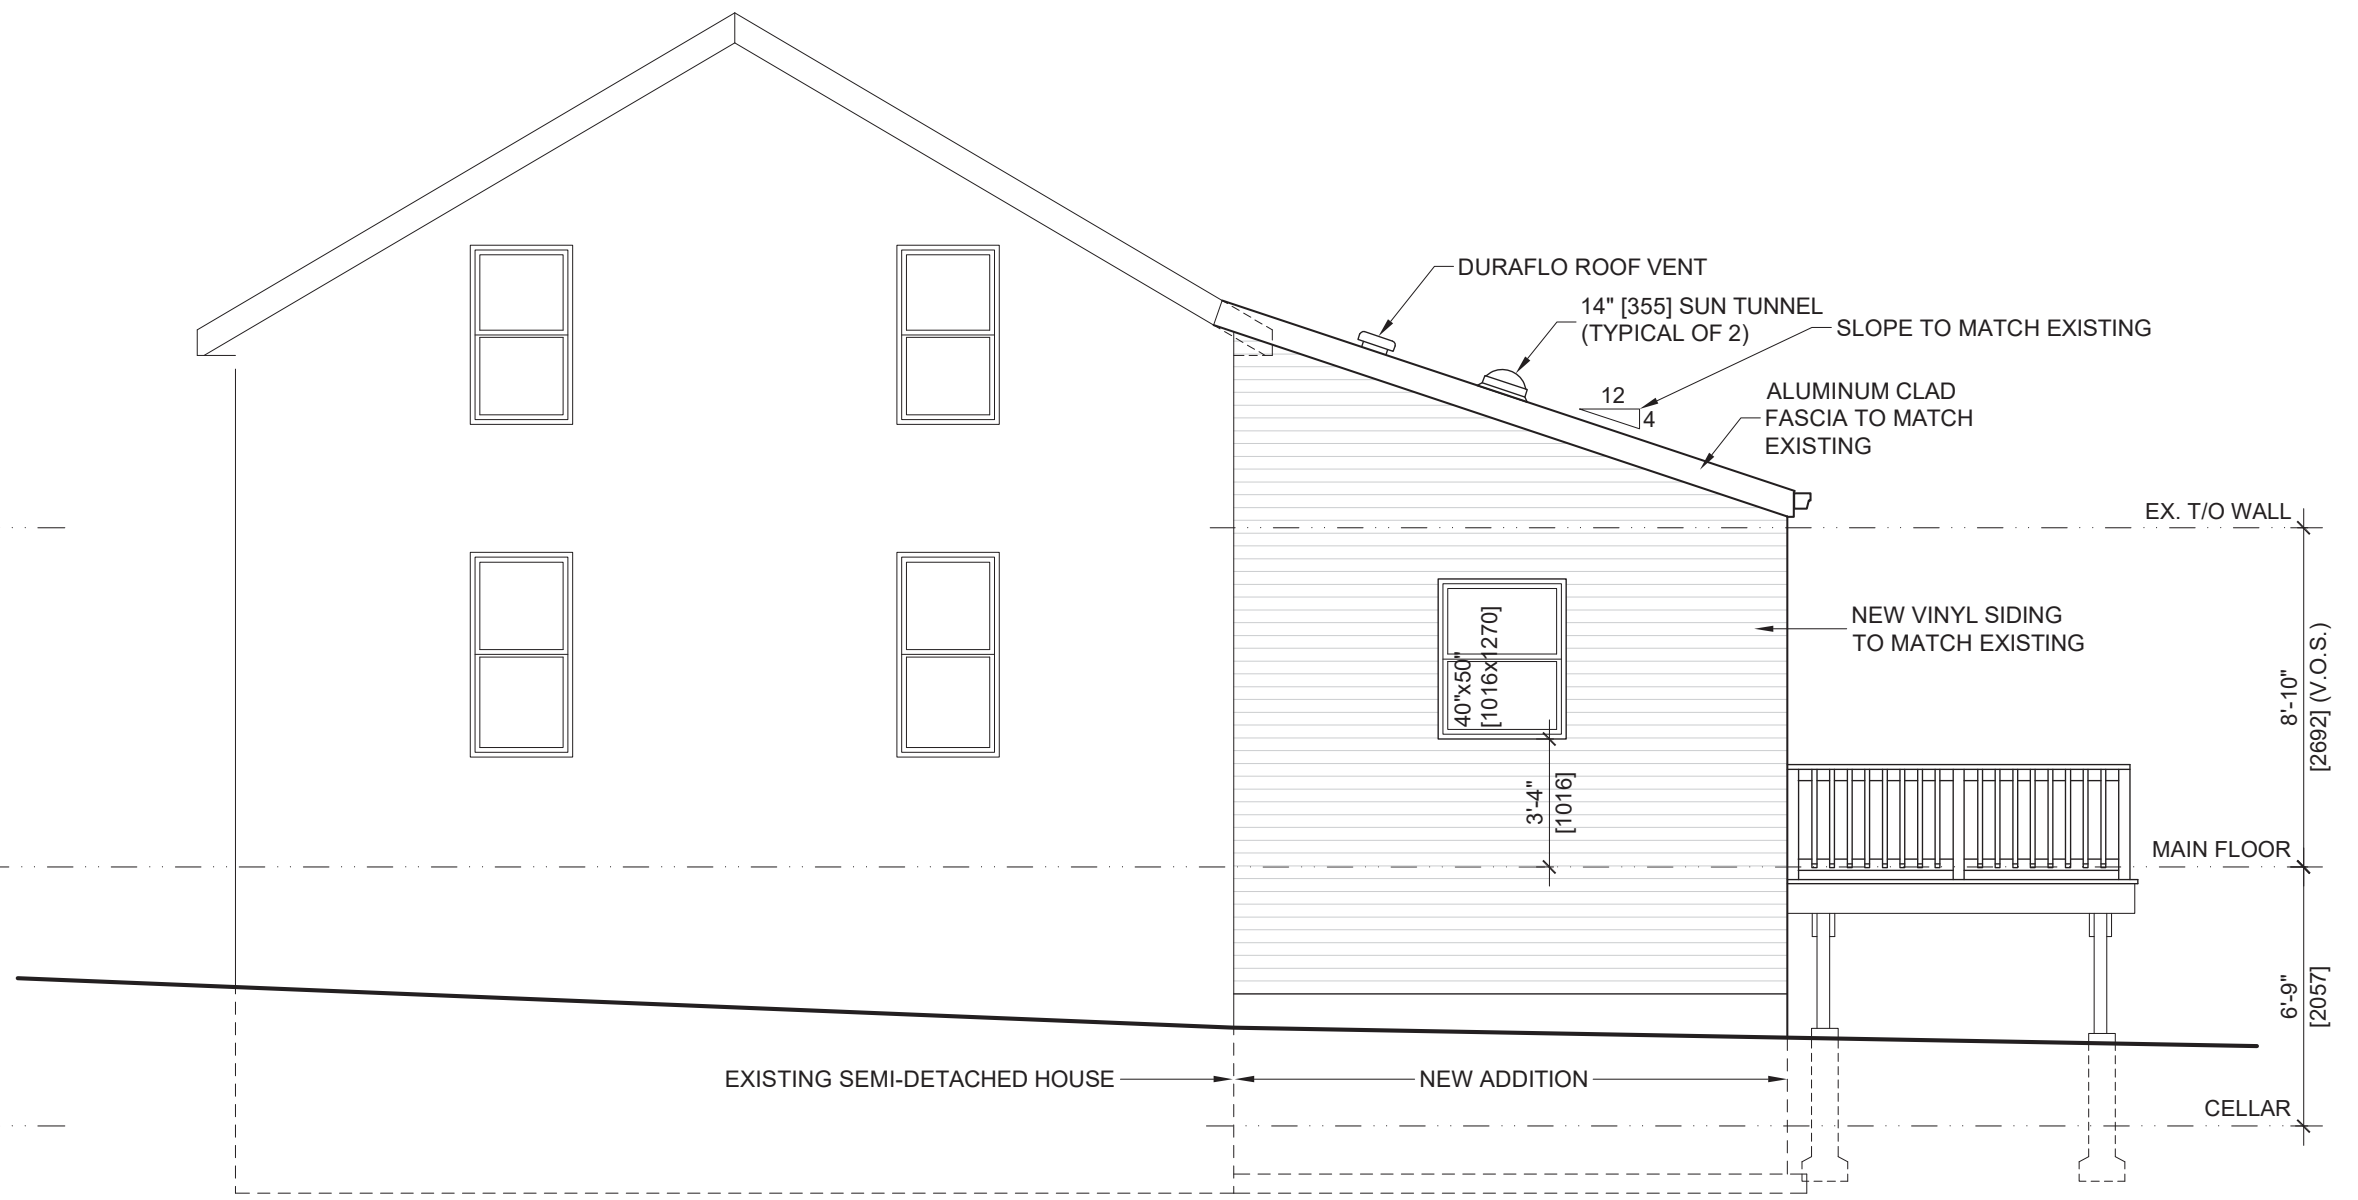 DURAFLO ROOF VENT
14" [355] SUN TUNNEL
(TYPICAL OF 2)
SLOPE TO MATCH EXISTING
12
4
ALUMINUM CLAD
FASCIA TO MATCH
EXISTING
EX. T/O WALL
NEW VINYL SIDING
TO MATCH EXISTING
40"x50"
[1016x1270]
8'-10"
[2692] (V.O.S.)
3'-4"
[1016]
MAIN FLOOR
6'-9"
[2057]
EXISTING SEMI-DETACHED HOUSE
NEW ADDITION
CELLAR